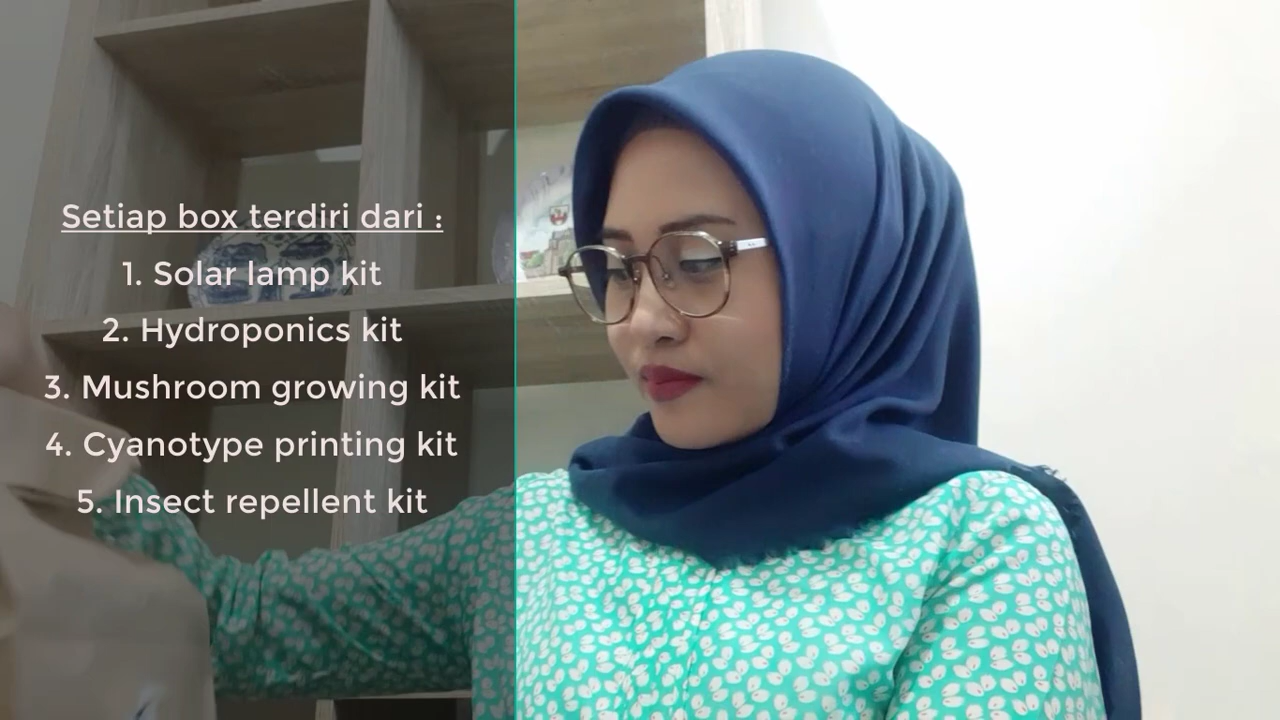 Setiap box terdiri dari :
1. Solar lamp kit
2. Hydroponics kit
3. Mushroom growing kit
4. Cyanotype printing kit
5. Insect repellent kit